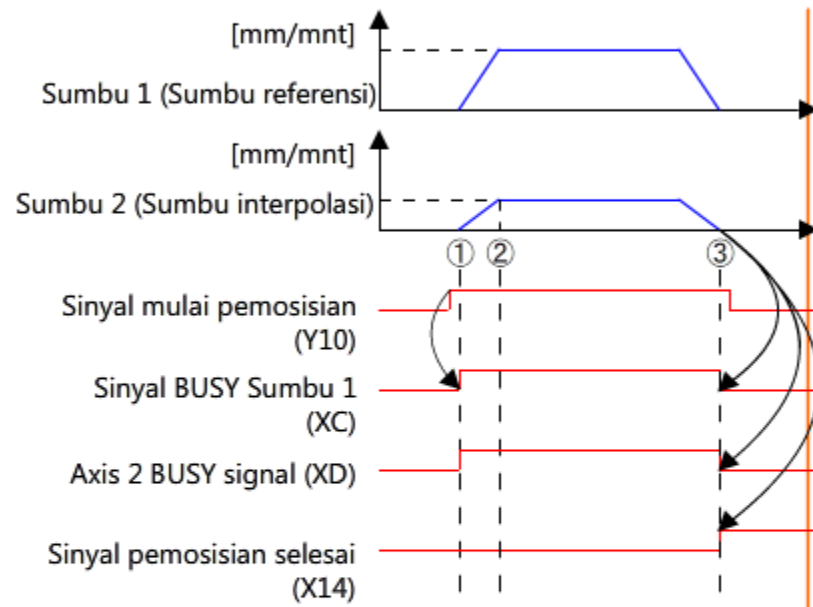 [mm/mnt]
Sumbu 1 (Sumbu referensi)
[mm/mnt]
Sumbu 2 (Sumbu interpolasi)
① ② ③
Sinyal mulai pemosisian
(Y10)
Sinyal BUSY Sumbu 1
(XC)
Axis 2 BUSY signal (XD)
Sinyal pemosisian selesai
(X14)